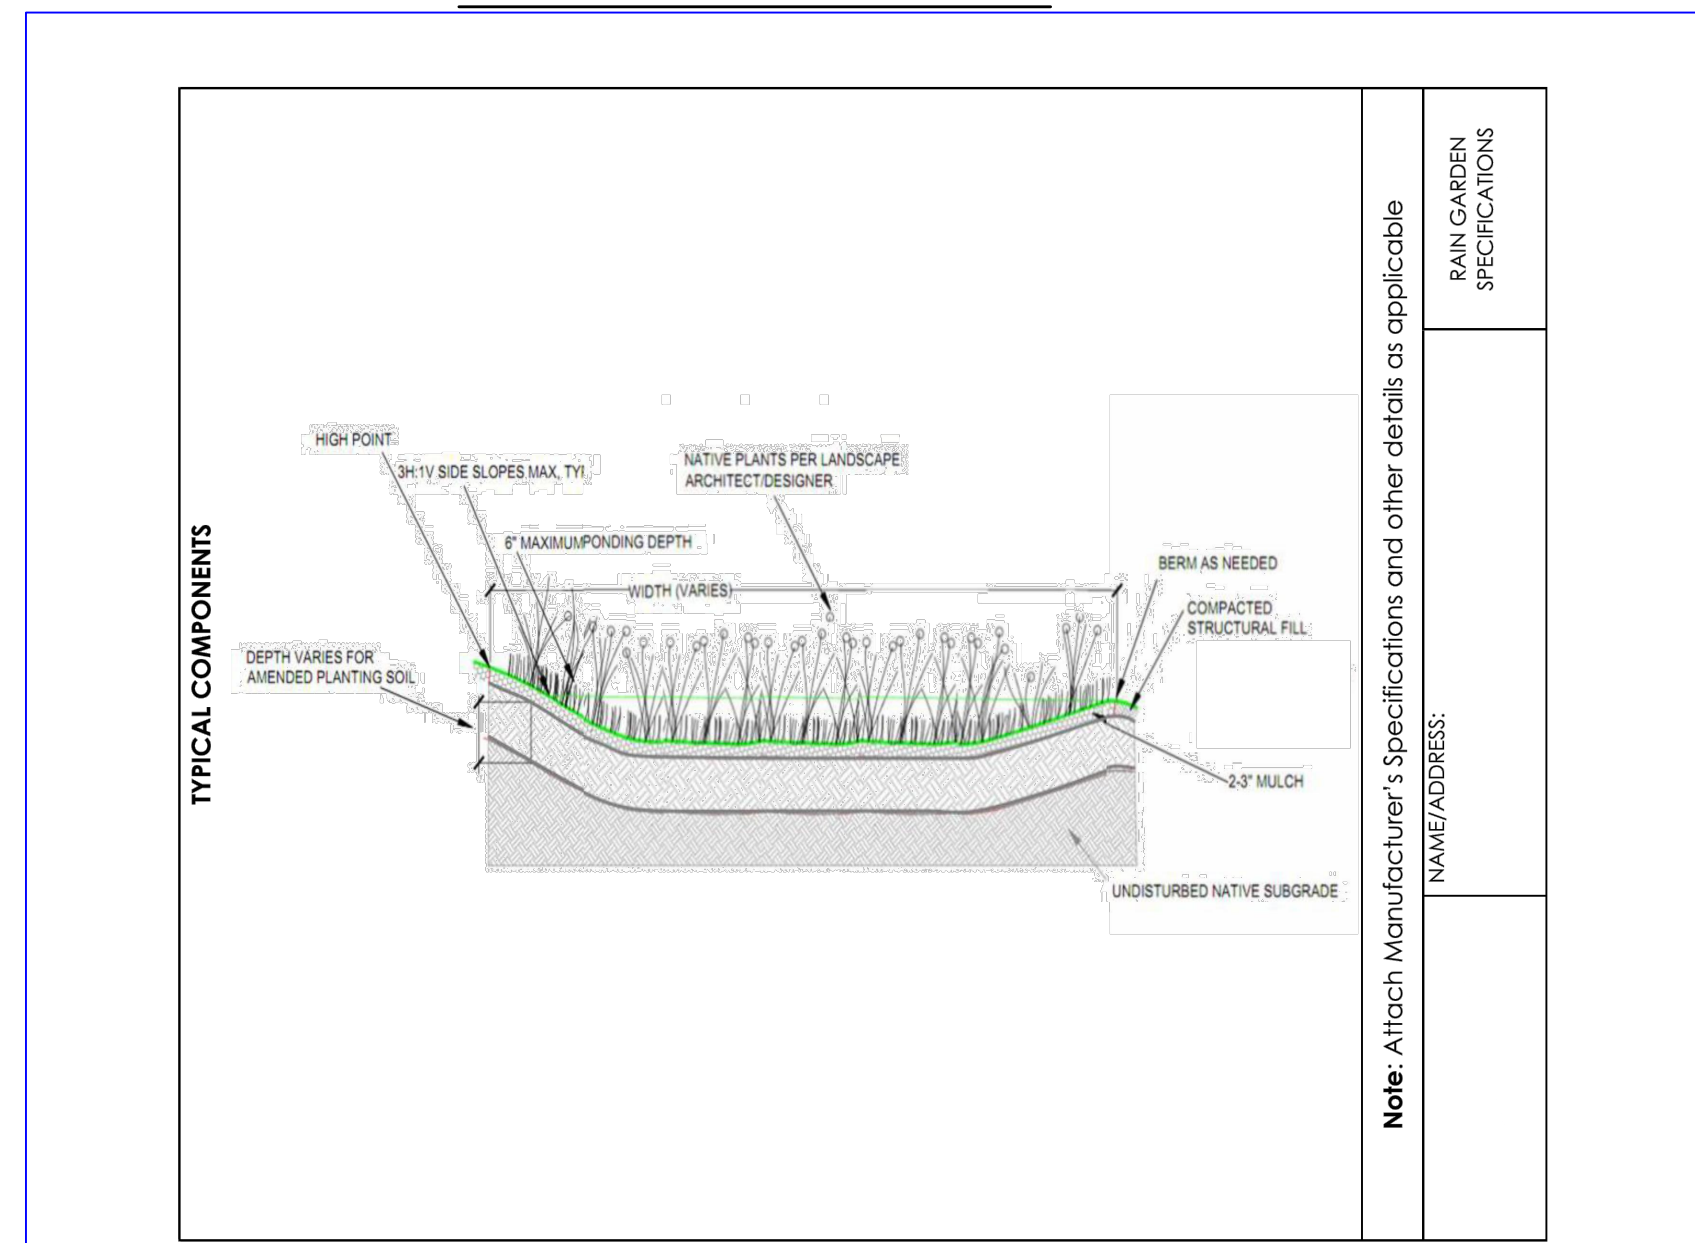 TYPICAL COMPONENTS
HIGH POINT
3H:1V SIDE SLOPES MAX, TYP
6" MAXIMUM PONDING DEPTH
NATIVE PLANTS PER LANDSCAPE
ARCHITECT/DESIGNER
WIDTH (VARIES)
BERM AS NEEDED
COMPACTED
STRUCTURAL FILL
DEPTH VARIES FOR
AMENDED PLANTING SOIL
2-3" MULCH
UNDISTURBED NATIVE SUBGRADE
Note: Attach Manufacturer's Specifications and other details as applicable
RAIN GARDEN
SPECIFICATIONS
NAME/ADDRESS: